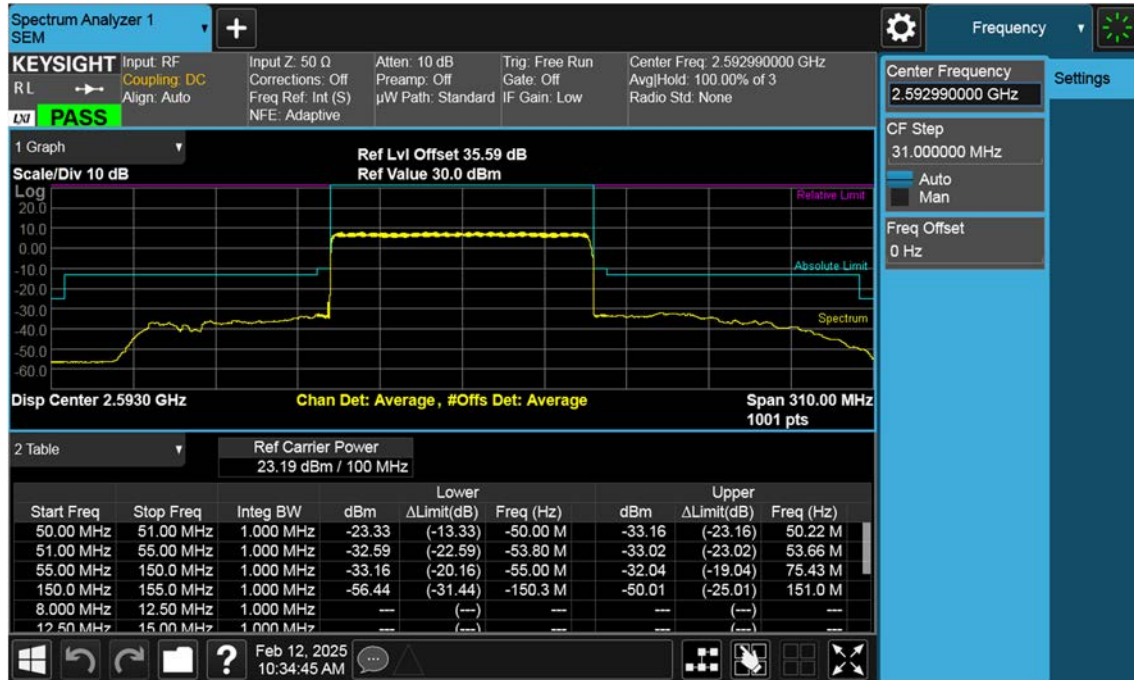 Spectrum Analyzer 1
SEM
Frequency
KEYSIGHT
R L
LXI
PASS
Input: RF
Coupling: DC
Align: Auto
Input Z: 50 Ω
Corrections: Off
Freq Ref: Int (S)
NFE: Adaptive
Atten: 10 dB
Preamp: Off
µW Path: Standard
Trig: Free Run
Gate: Off
IF Gain: Low
Center Freq: 2.592990000 GHz
Avg|Hold: 100.00% of 3
Radio Std: None
Center Frequency
2.592990000 GHz
Settings
CF Step
31.000000 MHz
Auto
Man
Freq Offset
0 Hz
1 Graph
Ref Lvl Offset 35.59 dB
Scale/Div 10 dB
Ref Value 30.0 dBm
Log
20.0
10.0
0.00
-10.0
-20.0
-30.0
-40.0
-50.0
-60.0
Relative Limit
Absolute Limit
Spectrum
Disp Center 2.5930 GHz
Chan Det: Average , #Offs Det: Average
Span 310.00 MHz
1001 pts
2 Table
Ref Carrier Power
23.19 dBm / 100 MHz
Lower Upper
Start Freq Stop Freq Integ BW dBm ΔLimit(dB) Freq (Hz) dBm ΔLimit(dB) Freq (Hz)
50.00 MHz 51.00 MHz 1.000 MHz -23.33 (-13.33) -50.00 M -33.16 (-23.16) 50.22 M
51.00 MHz 55.00 MHz 1.000 MHz -32.59 (-22.59) -53.80 M -33.02 (-23.02) 53.66 M
55.00 MHz 150.0 MHz 1.000 MHz -33.16 (-20.16) -55.00 M -32.04 (-19.04) 75.43 M
150.0 MHz 155.0 MHz 1.000 MHz -56.44 (-31.44) -150.3 M -50.01 (-25.01) 151.0 M
8.000 MHz 12.50 MHz 1.000 MHz --- (---) --- --- (---) ---
12.50 MHz 15.00 MHz 1.000 MHz --- (---) --- --- (---) ---
?
Feb 12, 2025
10:34:45 AM